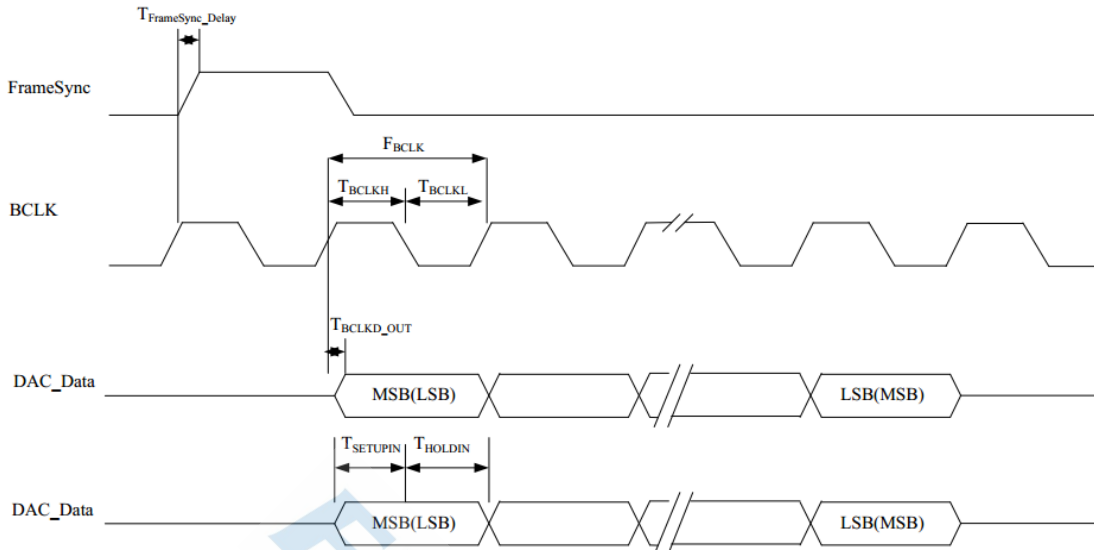 TFrameSync_Delay
FrameSync
FBCLK
TBCLKH TBCLKL
BCLK
TBCLKD_OUT
DAC_Data MSB(LSB) LSB(MSB)
TSETUPIN THOLDIN
DAC_Data MSB(LSB) LSB(MSB)